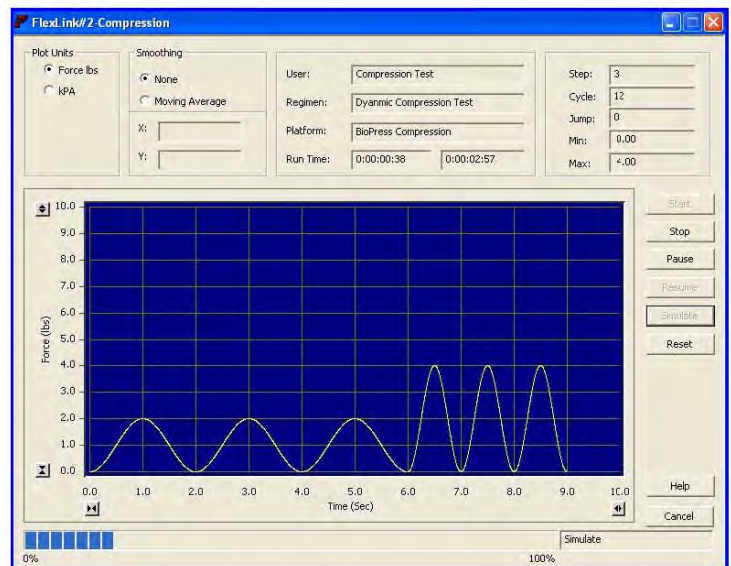 FlexLink#2-Compression
Plot Units
Force lbs
kPA
Smoothing
None
Moving Average
X:
Y:
User: Compression Test
Regimen: Dyanmic Compression Test
Platform: BioPress Compression
Run Time: 0:00:00:38 0:00:02:57
Step: 3
Cycle: 12
Jump: 0
Min: 0.00
Max: 4.00
Start
Stop
Pause
Resume
Simulate
Reset
Help
Cancel
Force (lbs)
10.0
9.0
8.0
7.0
6.0
5.0
4.0
3.0
2.0
1.0
0.0
0.0 1.0 2.0 3.0 4.0 5.0 6.0 7.0 8.0 9.0 10.0
Time (Sec)
Simulate
0% 100%